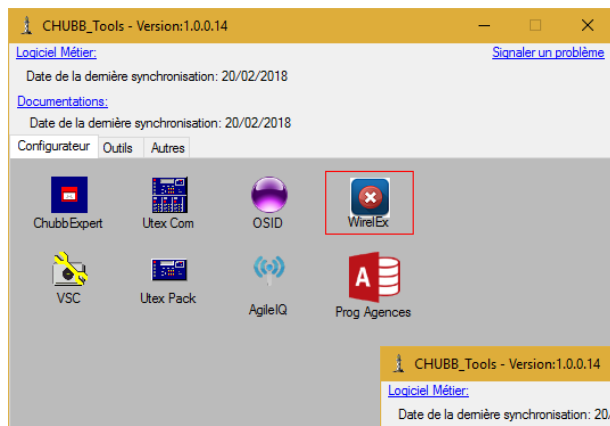 CHUBB_Tools - Version:1.0.0.14
Logiciel Métier:
Signaler un problème
Date de la dernière synchronisation: 20/02/2018
Documentations:
Date de la dernière synchronisation: 20/02/2018
Configurateur Outils Autres
ChubbExpert Utex Com OSID WirelEx
VSC Utex Pack AgileIQ Prog Agences
A
CHUBB_Tools - Version:1.0.0.14
Logiciel Métier:
Date de la dernière synchronisation: 20/